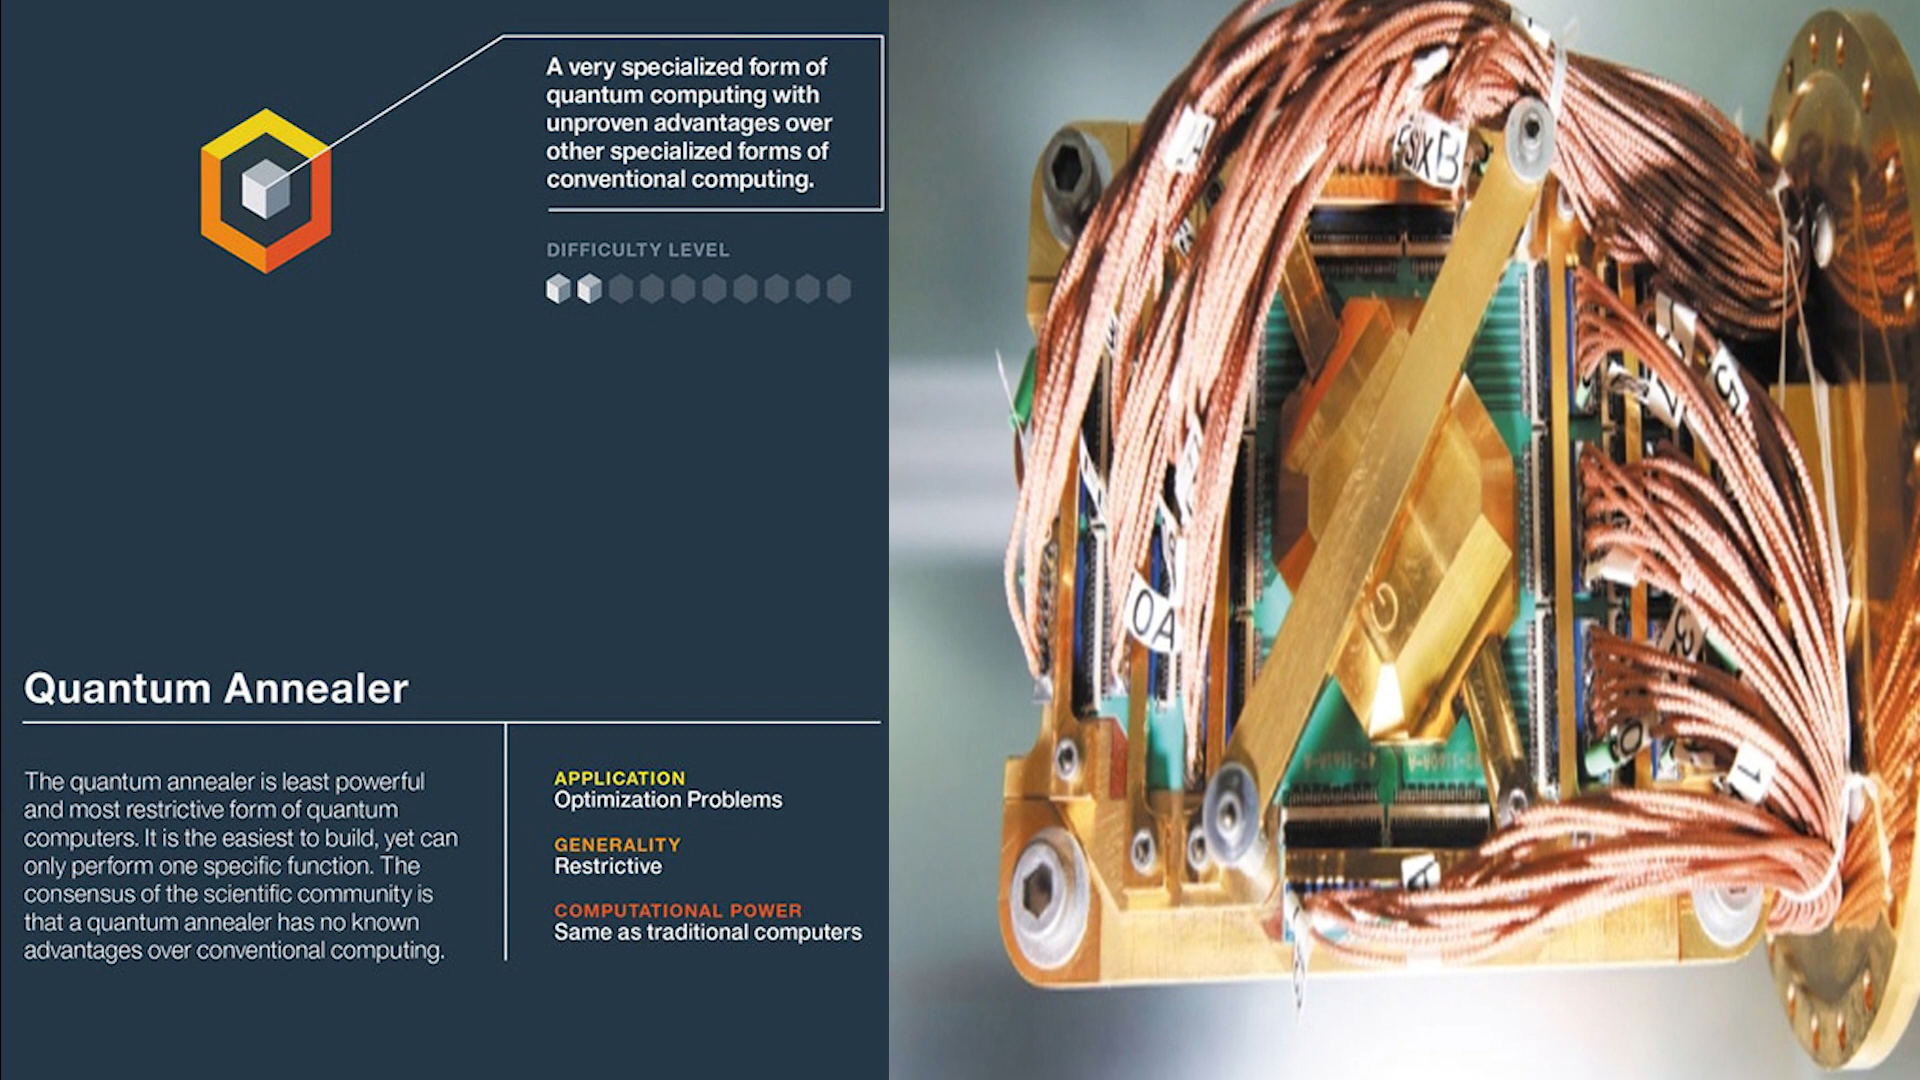 A very specialized form of
quantum computing with
unproven advantages over
other specialized forms of
conventional computing.
DIFFICULTY LEVEL
Quantum Annealer
The quantum annealer is least powerful
and most restrictive form of quantum
computers. It is the easiest to build, yet can
only perform one specific function. The
consensus of the scientific community is
that a quantum annealer has no known
advantages over conventional computing.
APPLICATION
Optimization Problems
GENERALITY
Restrictive
COMPUTATIONAL POWER
Same as traditional computers
0A